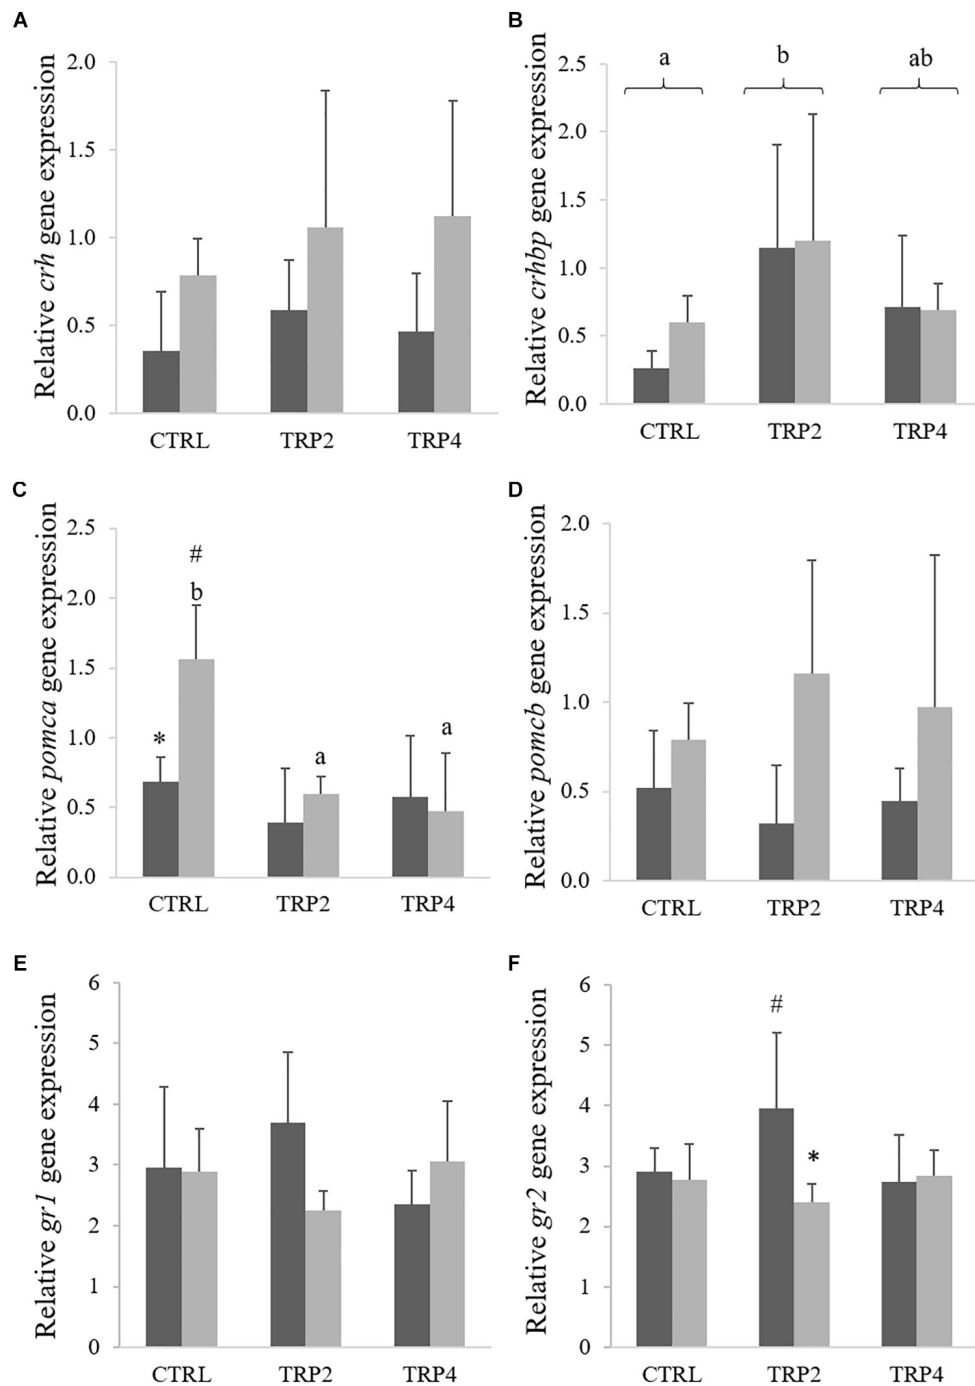 A
Relative crh gene expression
2.0
1.5
1.0
0.5
0.0
CTRL TRP2 TRP4
B
Relative crhbp gene expression
2.5
2.0
1.5
1.0
0.5
0.0
a b ab
CTRL TRP2 TRP4
C
Relative pomca gene expression
2.5
2.0
1.5
1.0
0.5
0.0
#
b
*
a a
CTRL TRP2 TRP4
D
Relative pomcb gene expression
2.0
1.5
1.0
0.5
0.0
CTRL TRP2 TRP4
E
Relative gr1 gene expression
6
5
4
3
2
1
0
CTRL TRP2 TRP4
F
Relative gr2 gene expression
6
5
4
3
2
1
0
#
*
CTRL TRP2 TRP4